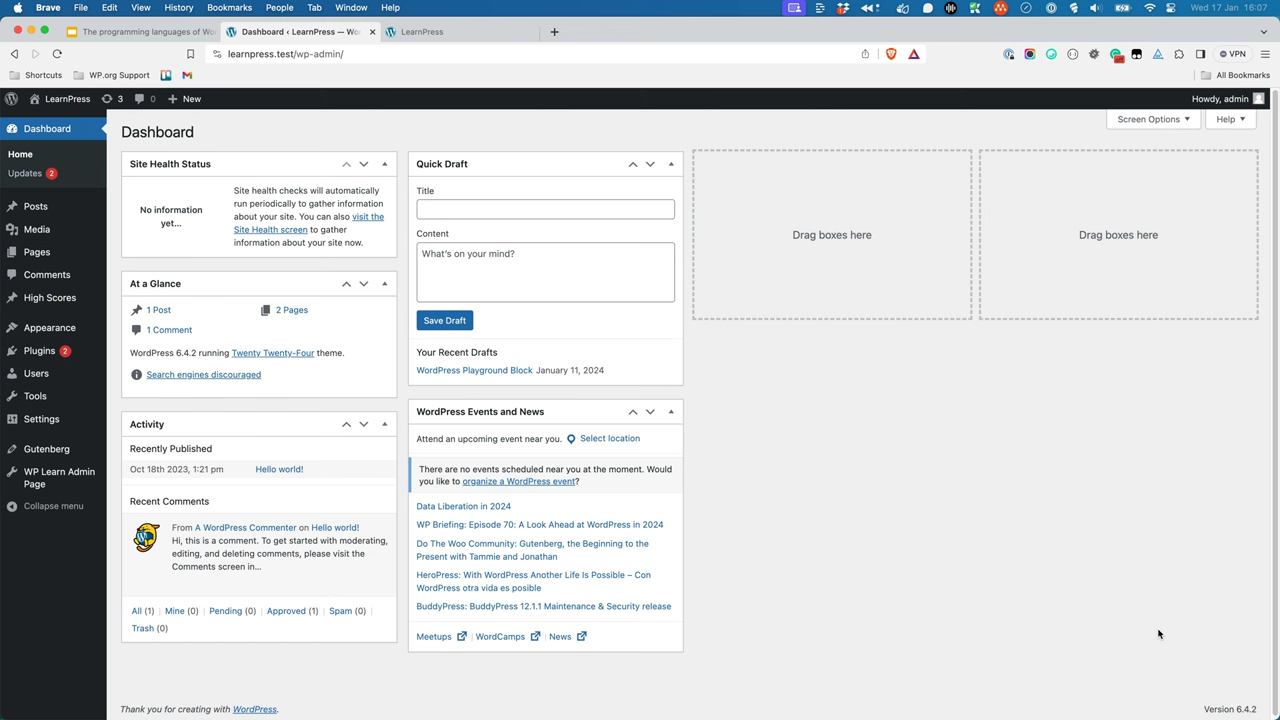 Brave File Edit View History Bookmarks People Tab Window Help Wed 17 Jan 16:07
The programming languages of Wo Dashboard ‹ LearnPress — Wo LearnPress
learnpress.test/wp-admin/ VPN
Shortcuts WP.org Support All Bookmarks
LearnPress 3 0 New Howdy, admin
Screen Options Help
Dashboard
Home
Updates 2
Posts
Media
Pages
Comments
High Scores
Appearance
Plugins 2
Users
Tools
Settings
Gutenberg
WP Learn Admin
Page
Collapse menu
Dashboard
Site Health Status
No information
yet...
Site health checks will automatically
run periodically to gather information
about your site. You can also visit the
Site Health screen to gather
information about your site now.
At a Glance
1 Post 2 Pages
1 Comment
WordPress 6.4.2 running Twenty Twenty-Four theme.
Search engines discouraged
Activity
Recently Published
Oct 18th 2023, 1:21 pm Hello world!
Recent Comments
From A WordPress Commenter on Hello world!
Hi, this is a comment. To get started with moderating,
editing, and deleting comments, please visit the
Comments screen in...
All (1) | Mine (0) | Pending (0) | Approved (1) | Spam (0) |
Trash (0)
Quick Draft
Title
Content
What's on your mind?
Save Draft
Your Recent Drafts
WordPress Playground Block January 11, 2024
WordPress Events and News
Attend an upcoming event near you. Select location
There are no events scheduled near you at the moment. Would
you like to organize a WordPress event?
Data Liberation in 2024
WP Briefing: Episode 70: A Look Ahead at WordPress in 2024
Do The Woo Community: Gutenberg, the Beginning to the
Present with Tammie and Jonathan
HeroPress: With WordPress Another Life Is Possible – Con
WordPress otra vida es posible
BuddyPress: BuddyPress 12.1.1 Maintenance & Security release
Meetups | WordCamps | News
Drag boxes here
Drag boxes here
Thank you for creating with WordPress. Version 6.4.2